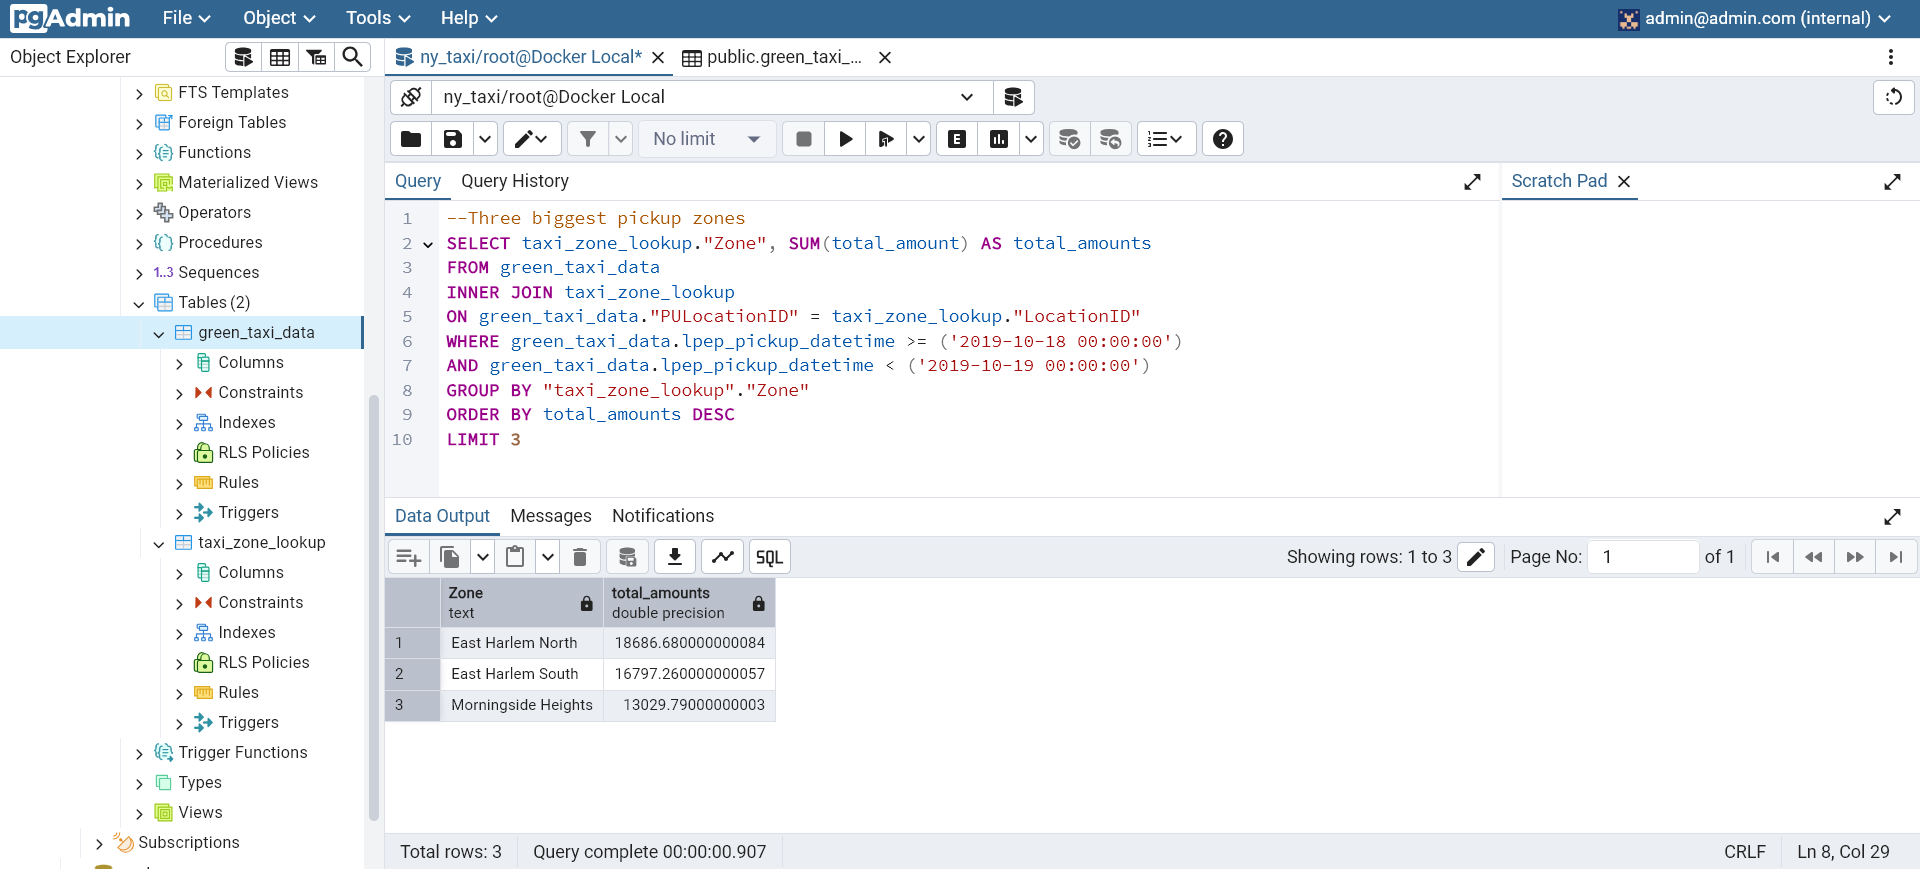 pgAdmin
File
Object
Tools
Help
admin@admin.com (internal)
Object Explorer
ny_taxi/root@Docker Local*
public.green_taxi_...
FTS Templates
Foreign Tables
Functions
Materialized Views
Operators
Procedures
1..3 Sequences
Tables (2)
green_taxi_data
Columns
Constraints
Indexes
RLS Policies
Rules
Triggers
taxi_zone_lookup
Columns
Constraints
Indexes
RLS Policies
Rules
Triggers
Trigger Functions
Types
Views
Subscriptions
ny_taxi/root@Docker Local
No limit
E
Query
Query History
Scratch Pad
1 --Three biggest pickup zones
2 SELECT taxi_zone_lookup."Zone", SUM(total_amount) AS total_amounts
3 FROM green_taxi_data
4 INNER JOIN taxi_zone_lookup
5 ON green_taxi_data."PULocationID" = taxi_zone_lookup."LocationID"
6 WHERE green_taxi_data.lpep_pickup_datetime >= ('2019-10-18 00:00:00')
7 AND green_taxi_data.lpep_pickup_datetime < ('2019-10-19 00:00:00')
8 GROUP BY "taxi_zone_lookup"."Zone"
9 ORDER BY total_amounts DESC
10 LIMIT 3
Data Output
Messages
Notifications
SQL
Showing rows: 1 to 3
Page No: 1 of 1
Zone total_amounts
text double precision
1 East Harlem North 18686.680000000084
2 East Harlem South 16797.260000000057
3 Morningside Heights 13029.79000000003
Total rows: 3
Query complete 00:00:00.907
CRLF
Ln 8, Col 29